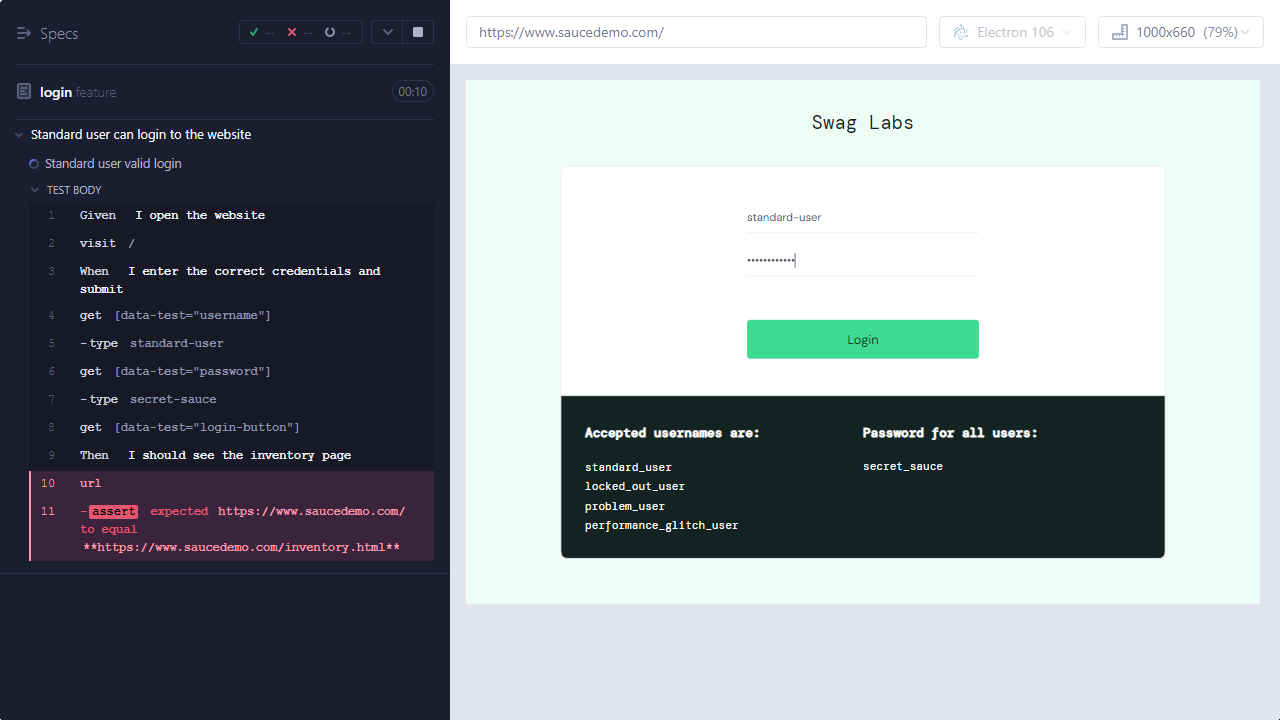 Specs
-- -- --
login.feature
00:10
Standard user can login to the website
Standard user valid login
TEST BODY
1 Given I open the website
2 visit /
3 When I enter the correct credentials and
submit
4 get [data-test="username"]
5 -type standard-user
6 get [data-test="password"]
7 -type secret-sauce
8 get [data-test="login-button"]
9 Then I should see the inventory page
10 url
11 -assert expected https://www.saucedemo.com/
to equal
**https://www.saucedemo.com/inventory.html**
https://www.saucedemo.com/
Electron 106
1000x660 (79%)
Swag Labs
standard-user
••••••••••••
Login
Accepted usernames are:
standard_user
locked_out_user
problem_user
performance_glitch_user
Password for all users:
secret_sauce